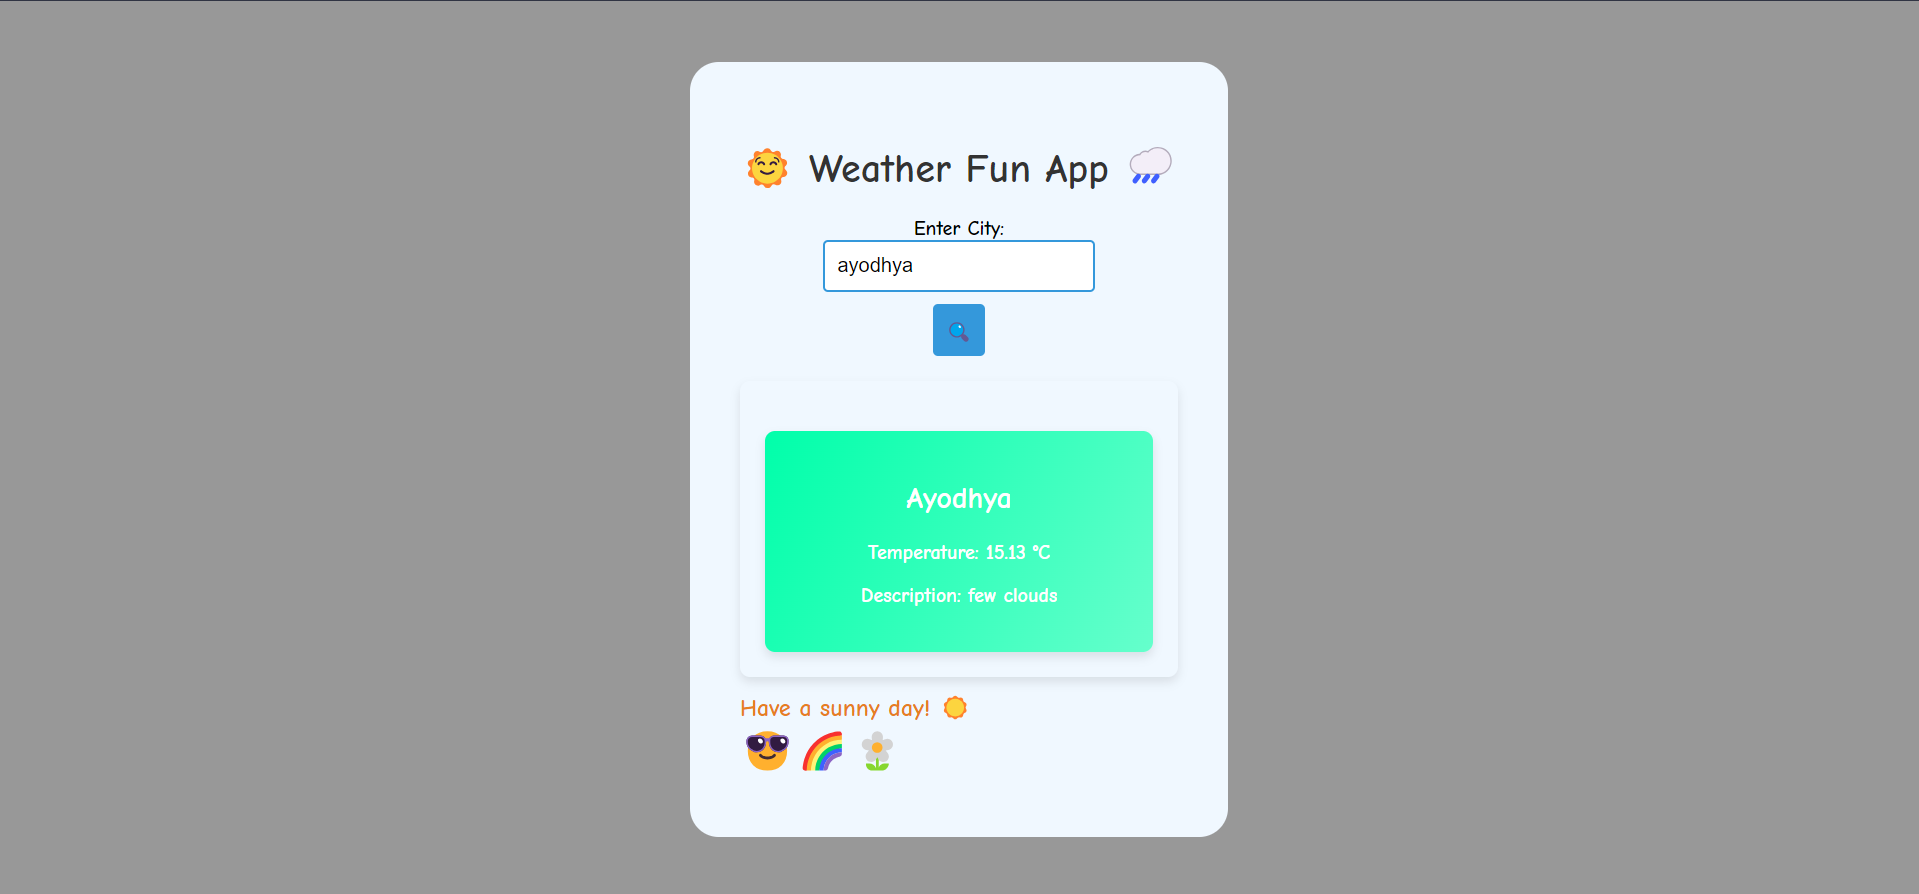 Weather Fun App
Enter City:
ayodhya
Ayodhya
Temperature: 15.13 °C
Description: few clouds
Have a sunny day!